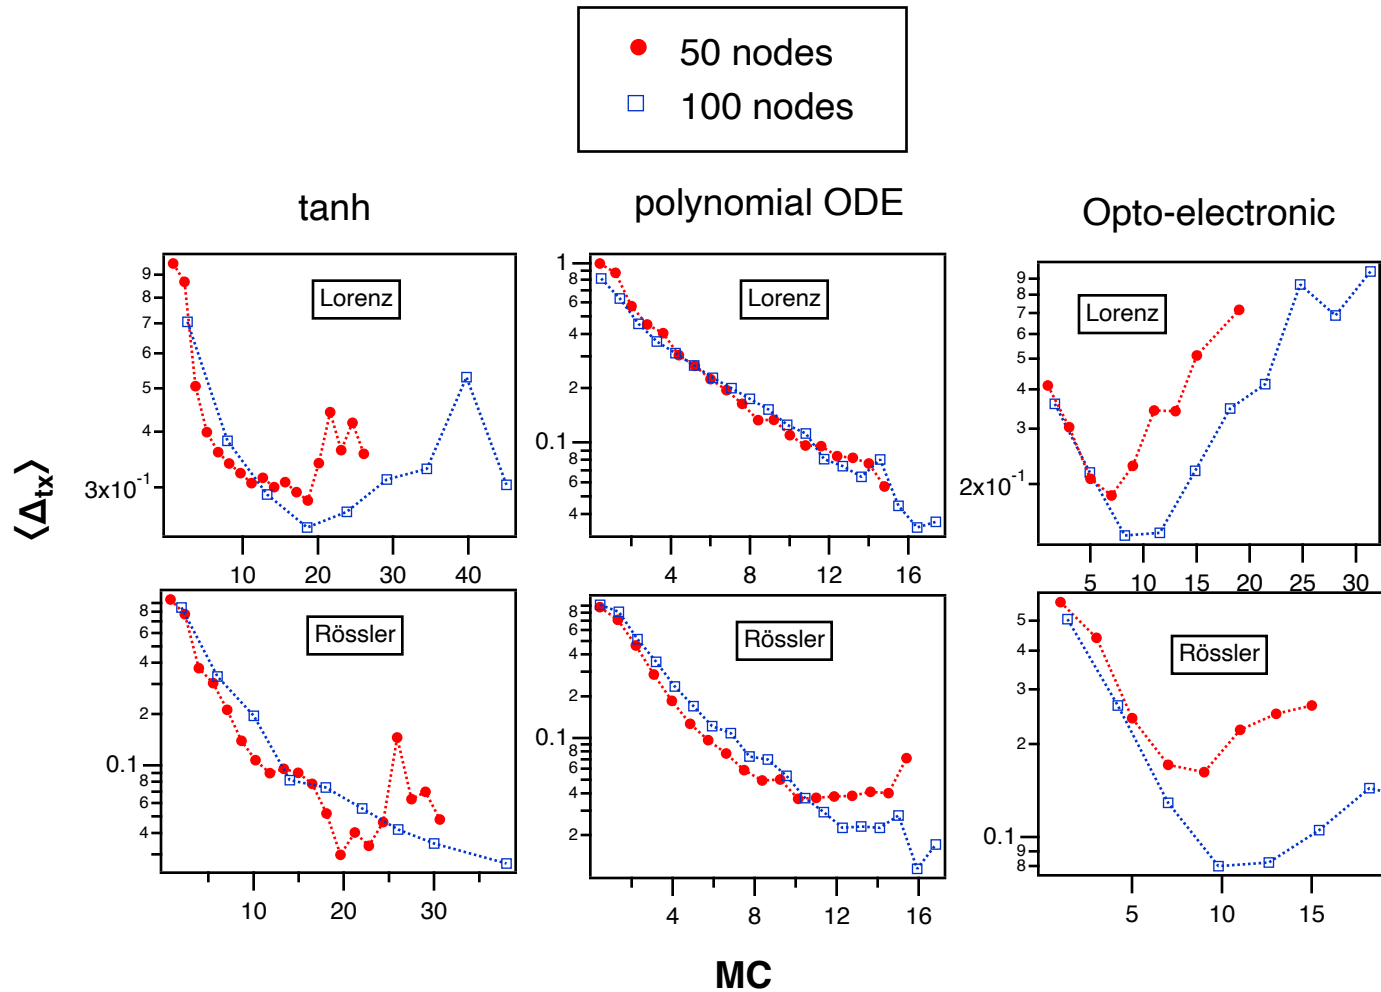 50 nodes
100 nodes
tanh
polynomial ODE
Opto-electronic
⟨Δtx⟩
Lorenz
9
8
7
6
5
4
3x10⁻¹
10 20 30 40
Lorenz
1
8
6
4
2
0.1
8
6
4
4 8 12 16
Lorenz
9
8
7
6
5
4
3
2x10⁻¹
5 10 15 20 25 30
Rössler
8
6
4
2
0.1
8
6
4
10 20 30
Rössler
8
6
4
2
0.1
8
6
4
2
4 8 12 16
Rössler
5
4
3
2
0.1
9
8
5 10 15
MC